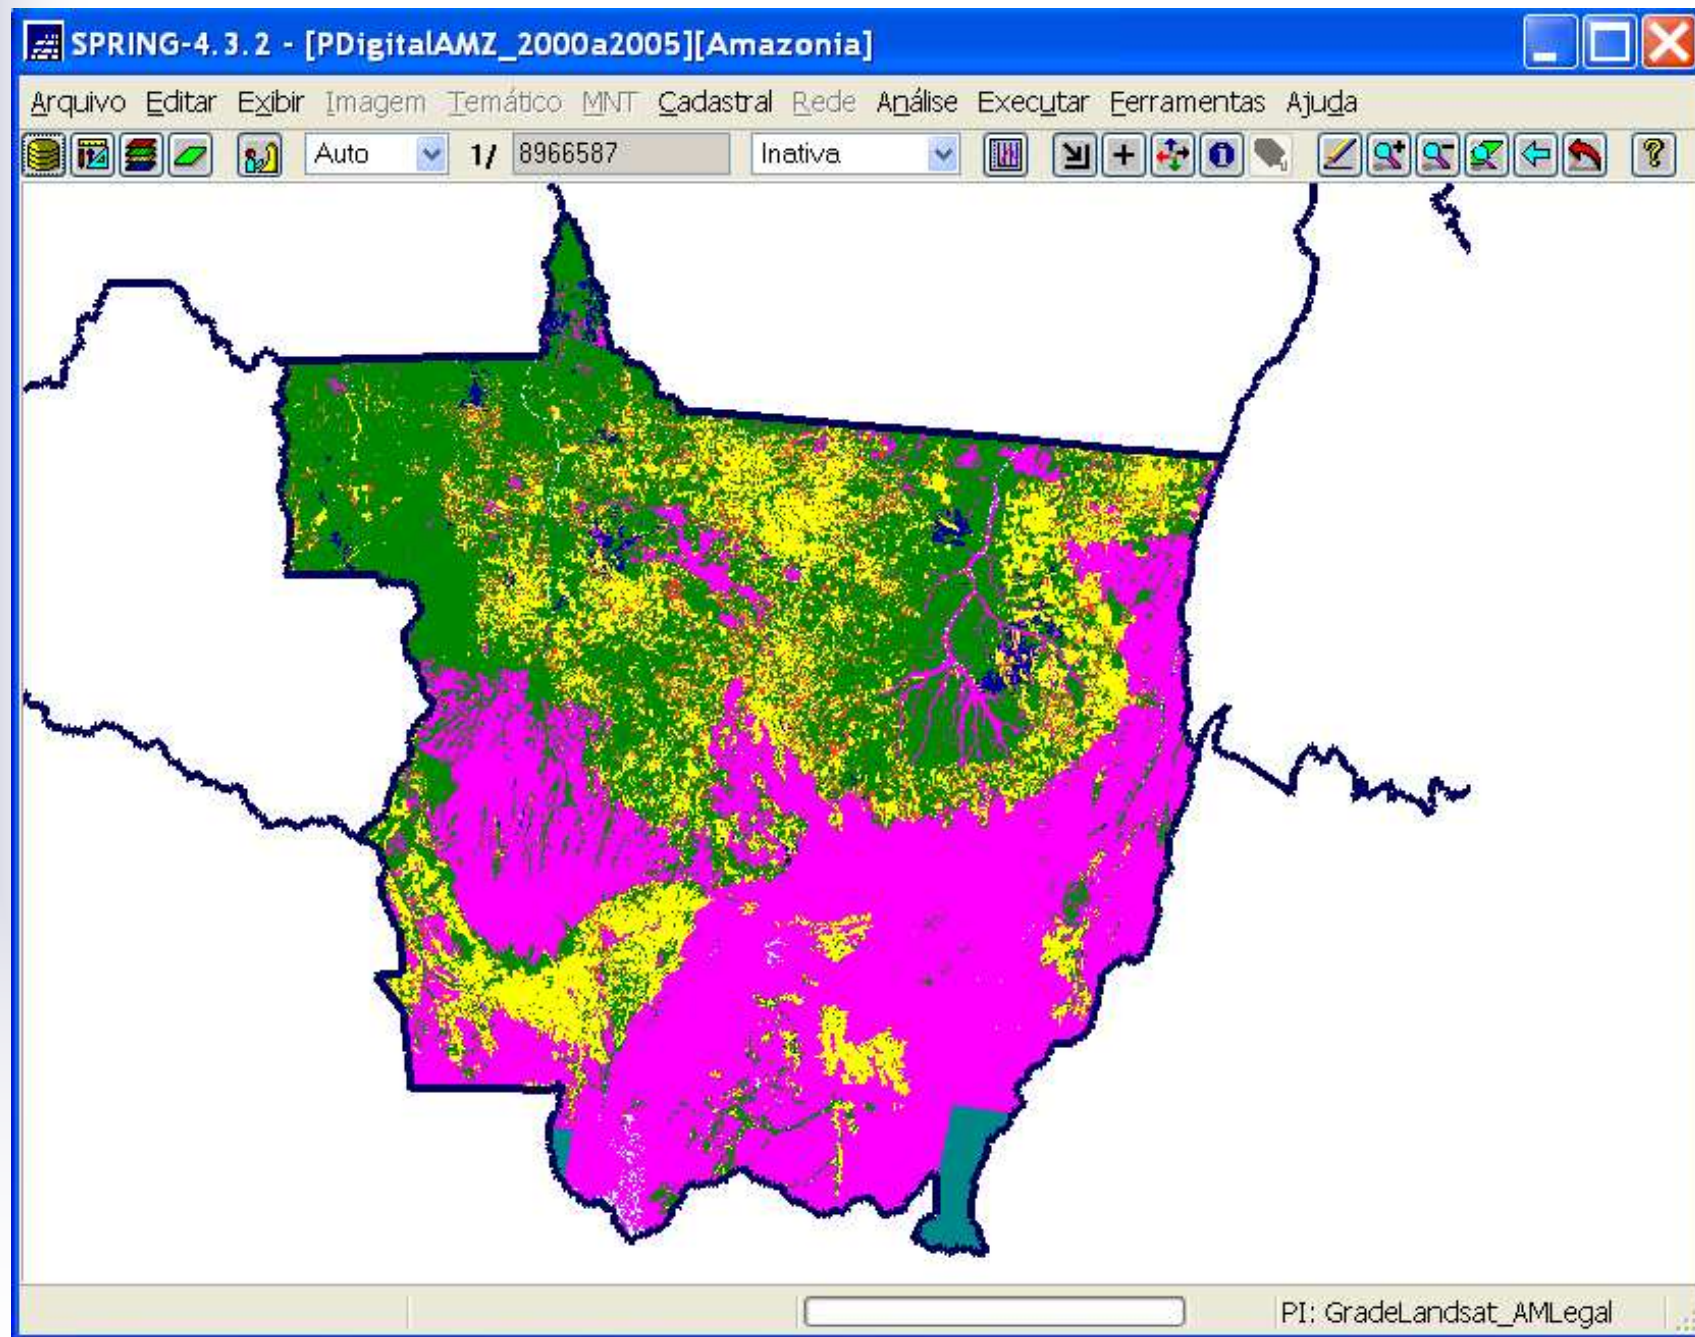 SPRING-4.3.2 - [PDigitalAMZ_2000a2005][Amazonia]
Arquivo Editar Exibir Imagem Temático MNT Cadastral Rede Análise Executar Ferramentas Ajuda
Auto 1/ 8966587 Inativa
PI: GradeLandsat_AMLegal